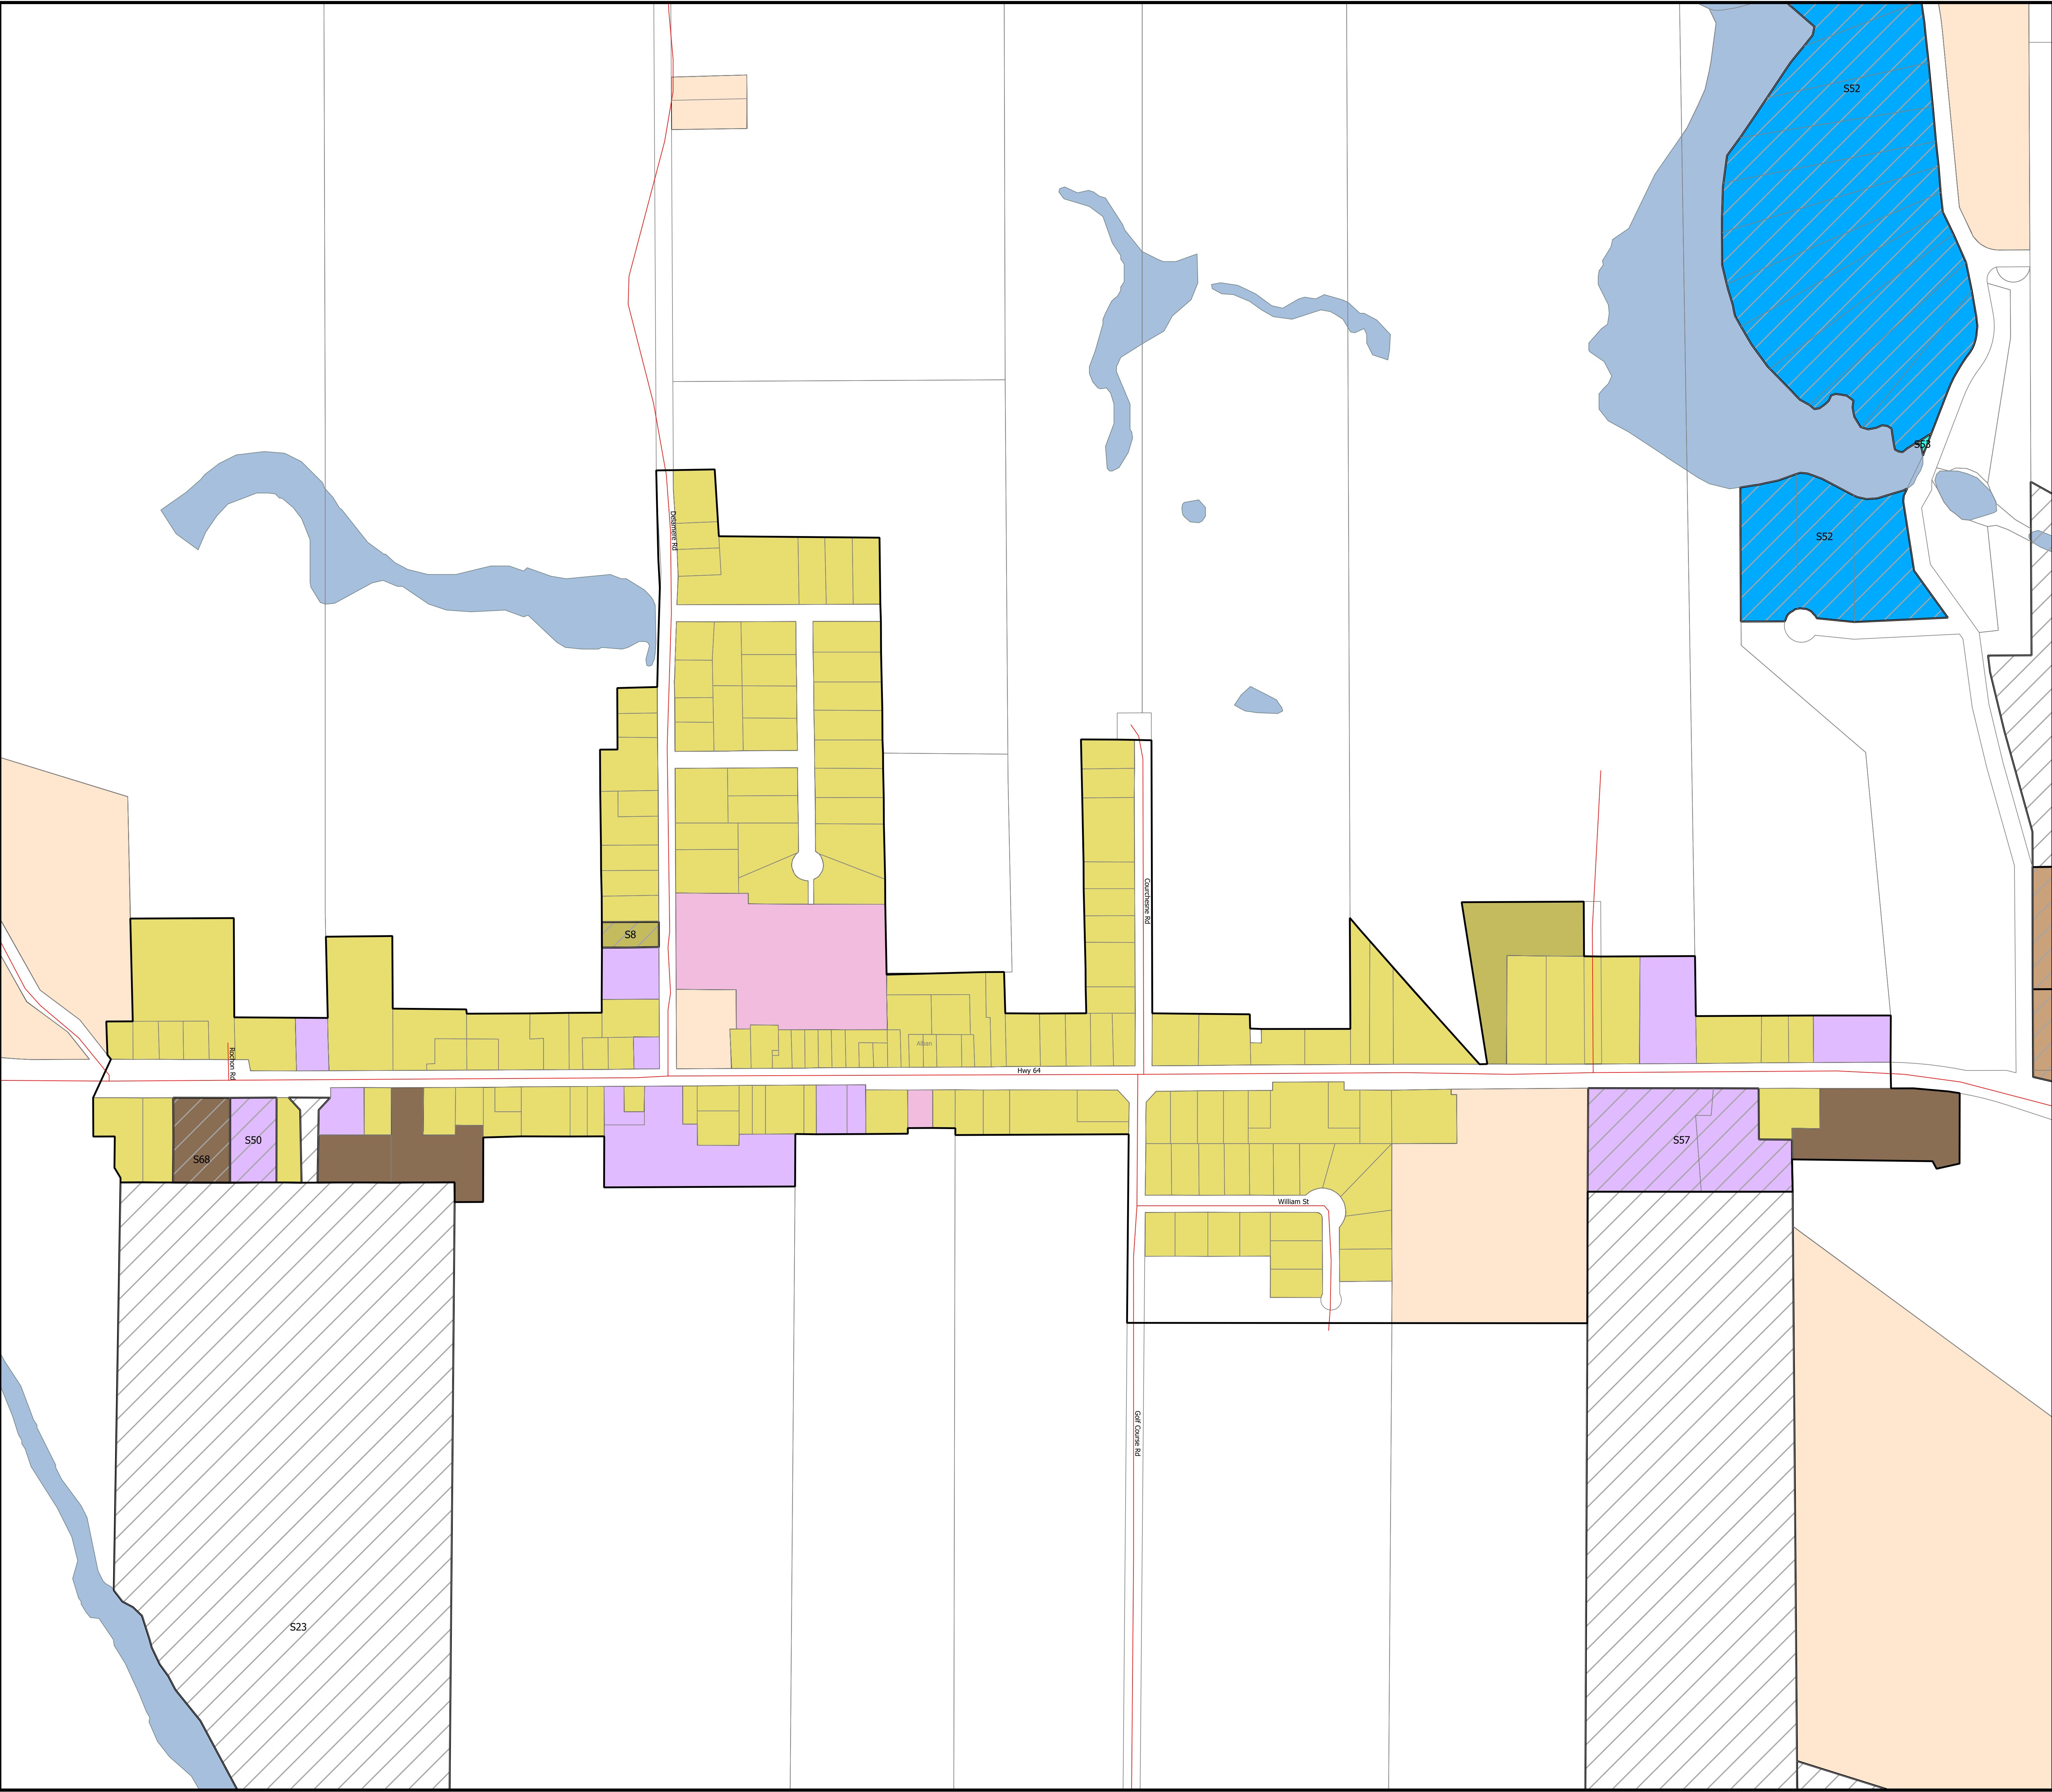 S52
S53
Delamere Rd
S52
Courchesne Rd
S8
Alban
Rochon Rd
Hwy 64
S50
S57
S68
William St
Golf Course Rd
S23